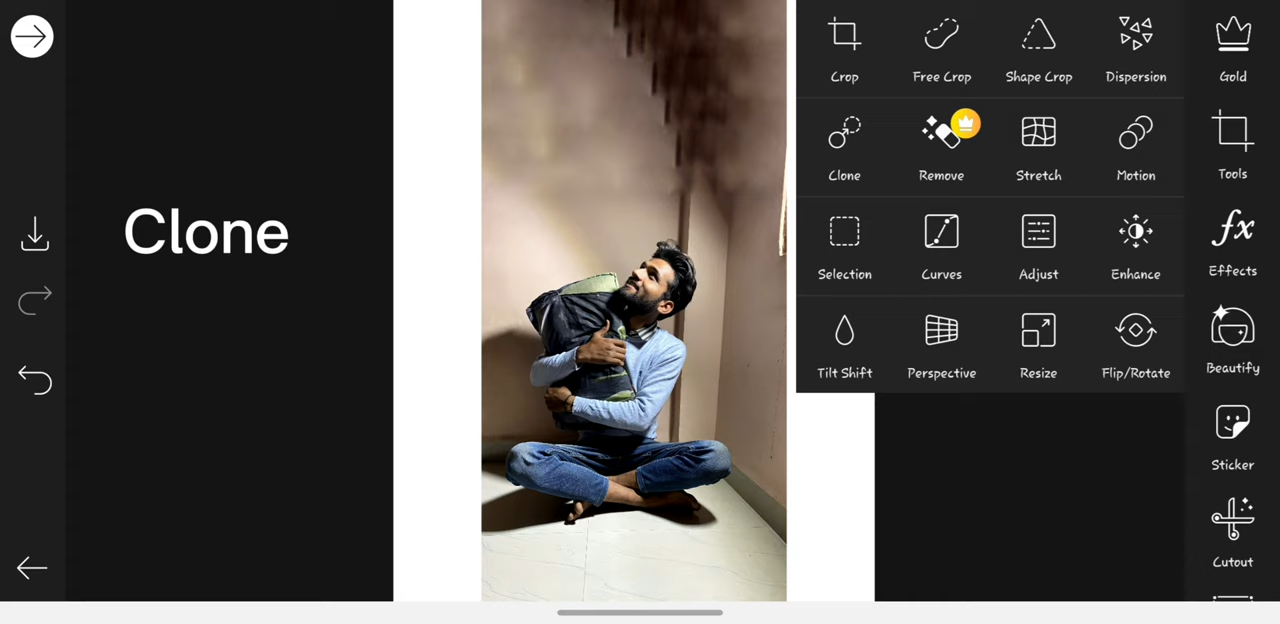 Clone
Crop Free Crop Shape Crop Dispersion
Clone Remove Stretch Motion
Selection Curves Adjust Enhance
Tilt Shift Perspective Resize Flip/Rotate
Gold
Tools
fx
Effects
Beautify
Sticker
Cutout